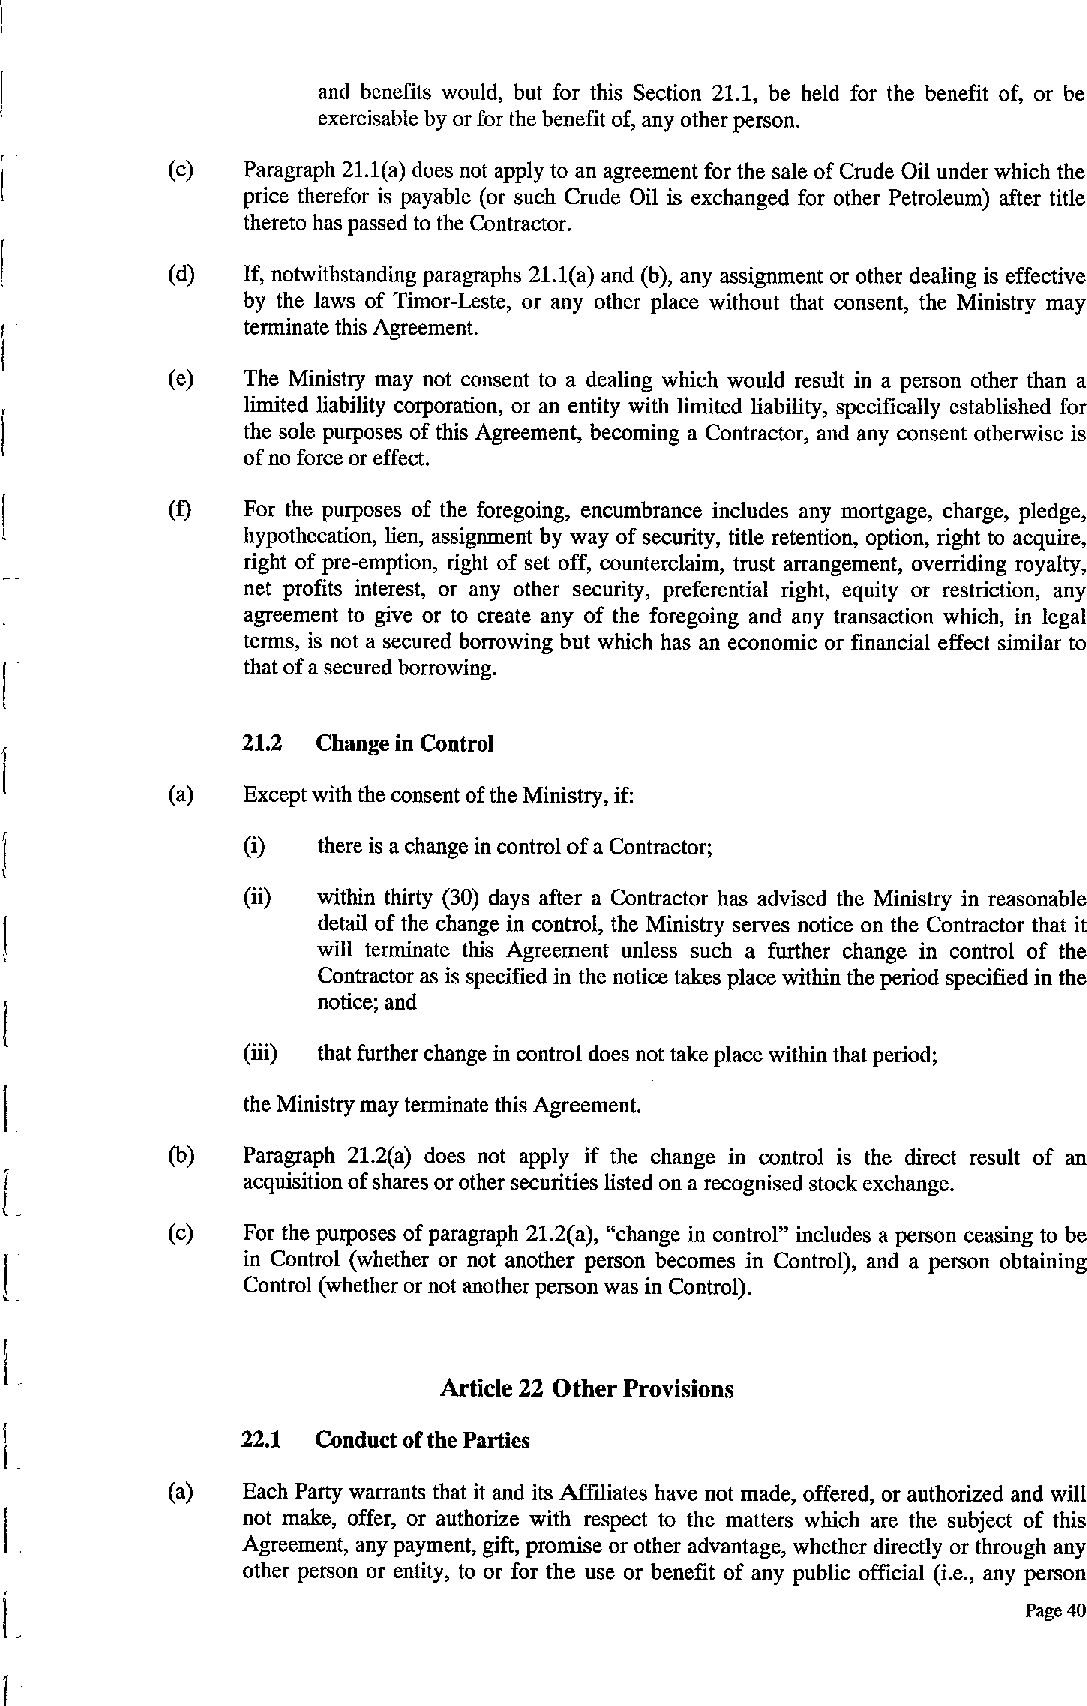 and benefits would, but for this Section 21.1, be held for the benefit of, or be
exercisable by or for the benefit of, any other person.
(c) Paragraph 21.1(a) does not apply to an agreement for the sale of Crude Oil under which the
price therefor is payable (or such Crude Oil is exchanged for other Petroleum) after title
thereto has passed to the Contractor.
(d) If, notwithstanding paragraphs 21.1(a) and (b), any assignment or other dealing is effective
by the laws of Timor-Leste, or any other place without that consent, the Ministry may
terminate this Agreement.
(e) The Ministry may not consent to a dealing which would result in a person other than a
limited liability corporation, or an entity with limited liability, specifically established for
the sole purposes of this Agreement, becoming a Contractor, and any consent otherwise is
of no force or effect.
(f) For the purposes of the foregoing, encumbrance includes any mortgage, charge, pledge,
hypothecation, lien, assignment by way of security, title retention, option, right to acquire,
right of pre-emption, right of set off, counterclaim, trust arrangement, overriding royalty,
net profits interest, or any other security, preferential right, equity or restriction, any
agreement to give or to create any of the foregoing and any transaction which, in legal
terms, is not a secured borrowing but which has an economic or financial effect similar to
that of a secured borrowing.
21.2 Change in Control
(a) Except with the consent of the Ministry, if:
(i) there is a change in control of a Contractor;
(ii) within thirty (30) days after a Contractor has advised the Ministry in reasonable
detail of the change in control, the Ministry serves notice on the Contractor that it
will terminate this Agreement unless such a further change in control of the
Contractor as is specified in the notice takes place within the period specified in the
notice; and
(iii) that further change in control does not take place within that period;
the Ministry may terminate this Agreement.
(b) Paragraph 21.2(a) does not apply if the change in control is the direct result of an
acquisition of shares or other securities listed on a recognised stock exchange.
(c) For the purposes of paragraph 21.2(a), “change in control” includes a person ceasing to be
in Control (whether or not another person becomes in Control), and a person obtaining
Control (whether or not another person was in Control).
Article 22 Other Provisions
22.1 Conduct of the Parties
(a) Each Party warrants that it and its Affiliates have not made, offered, or authorized and will
not make, offer, or authorize with respect to the matters which are the subject of this
Agreement, any payment, gift, promise or other advantage, whether directly or through any
other person or entity, to or for the use or benefit of any public official (i.e., any person
Page 40